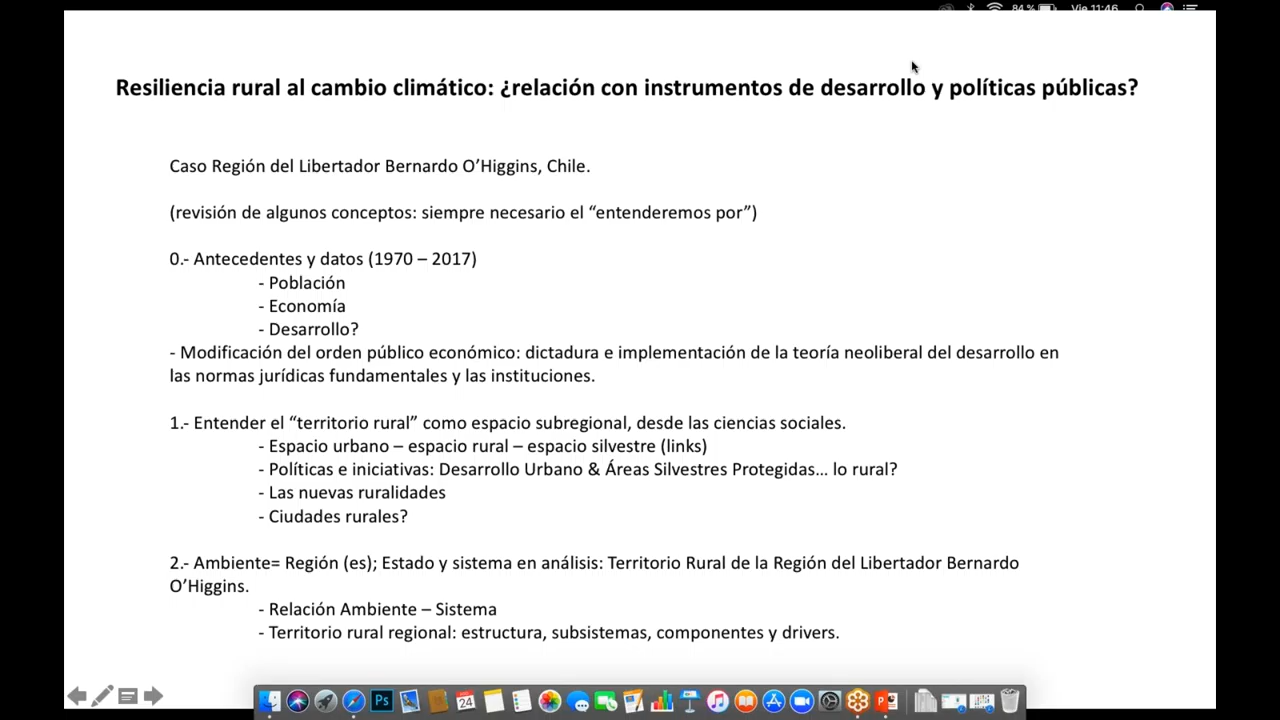 84 % Vie 11:46
Resiliencia rural al cambio climático: ¿relación con instrumentos de desarrollo y políticas públicas?
Caso Región del Libertador Bernardo O’Higgins, Chile.
(revisión de algunos conceptos: siempre necesario el “entenderemos por”)
0.- Antecedentes y datos (1970 – 2017)
- Población
- Economía
- Desarrollo?
- Modificación del orden público económico: dictadura e implementación de la teoría neoliberal del desarrollo en
las normas jurídicas fundamentales y las instituciones.
1.- Entender el “territorio rural” como espacio subregional, desde las ciencias sociales.
- Espacio urbano – espacio rural – espacio silvestre (links)
- Políticas e iniciativas: Desarrollo Urbano & Áreas Silvestres Protegidas… lo rural?
- Las nuevas ruralidades
- Ciudades rurales?
2.- Ambiente= Región (es); Estado y sistema en análisis: Territorio Rural de la Región del Libertador Bernardo
O’Higgins.
- Relación Ambiente – Sistema
- Territorio rural regional: estructura, subsistemas, componentes y drivers.
Ps
24